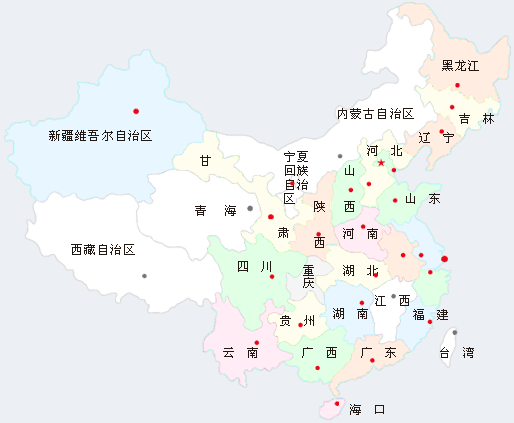 黑龙江
内蒙古自治区
吉 林
新疆维吾尔自治区
辽 宁
河 北
甘
宁夏
回族
自治
区
山
西
山 东
青 海
陕
西
肃
河 南
西藏自治区
四 川
重
庆
湖 北
江 西
湖 南
贵 州
福 建
云 南
广 西
广 东
台 湾
海 口